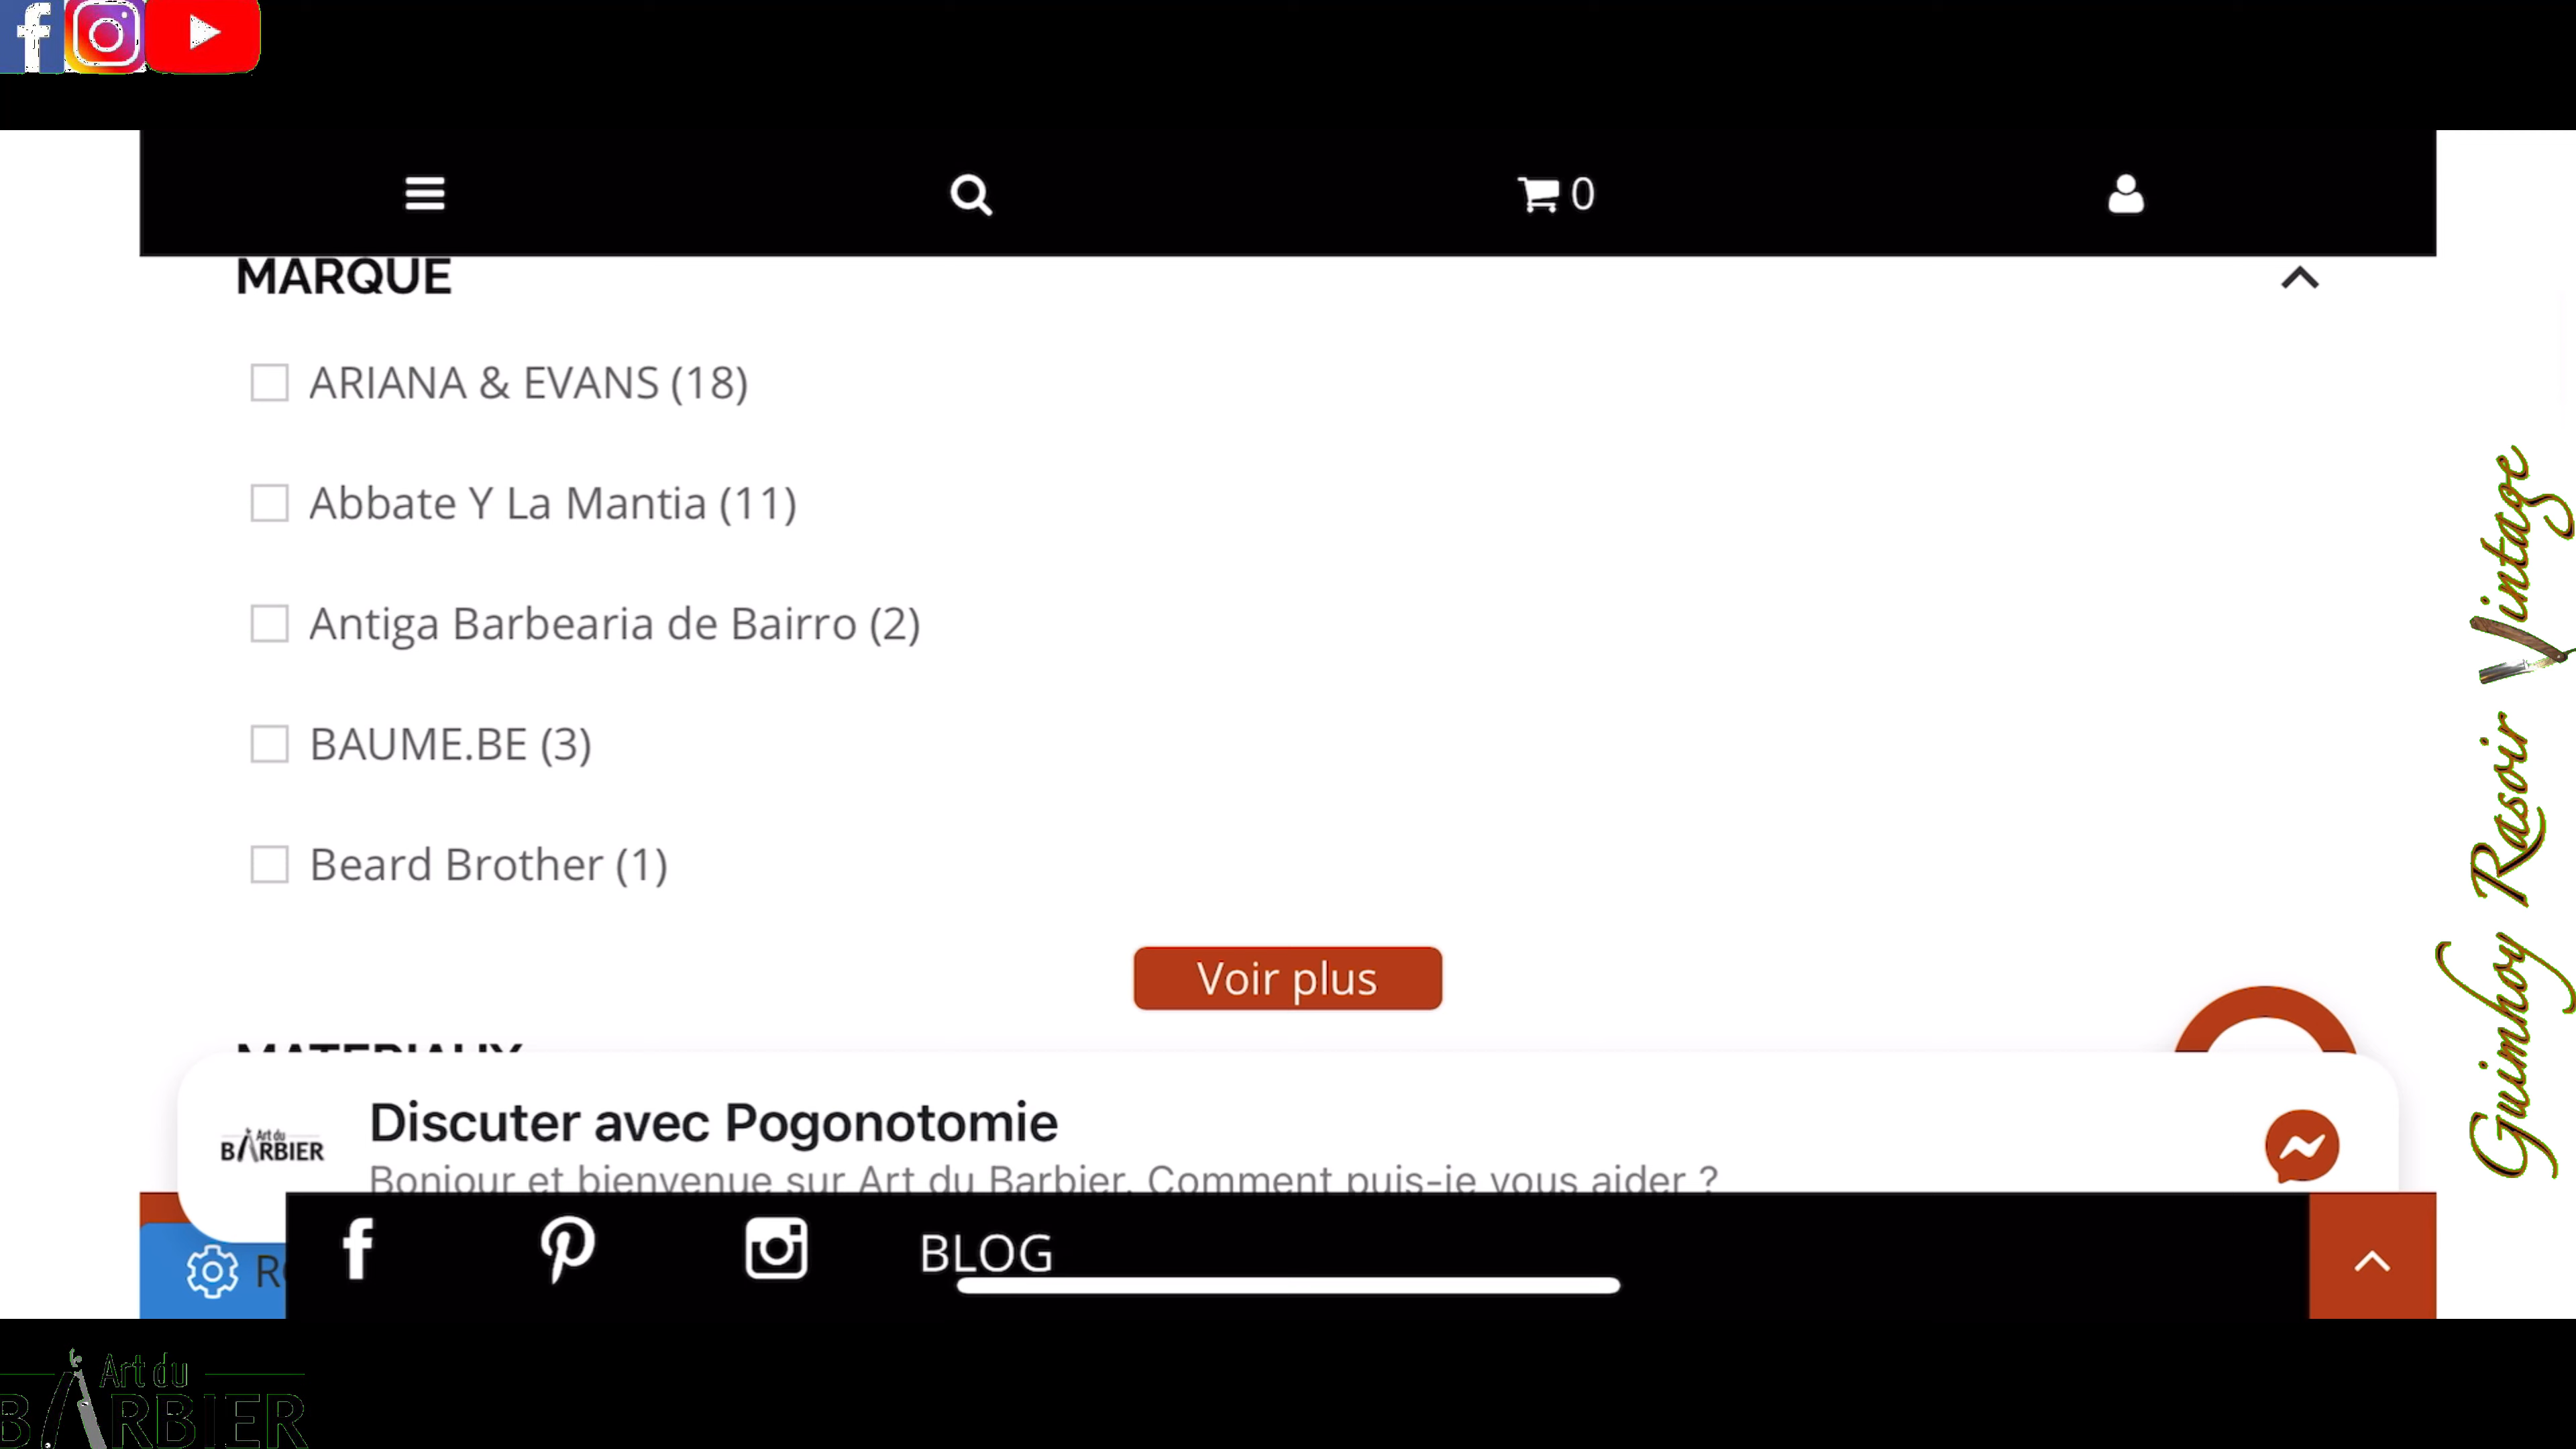 0
MARQUE
ARIANA & EVANS (18)
Abbate Y La Mantia (11)
Antiga Barbearia de Bairro (2)
BAUME.BE (3)
Beard Brother (1)
Voir plus
MATERIAUX
Art du
BARBIER
Discuter avec Pogonotomie
Bonjour et bienvenue sur Art du Barbier. Comment puis-je vous aider ?
BLOG
Guimhoy Rasoir Vintage
Art du
BARBIER